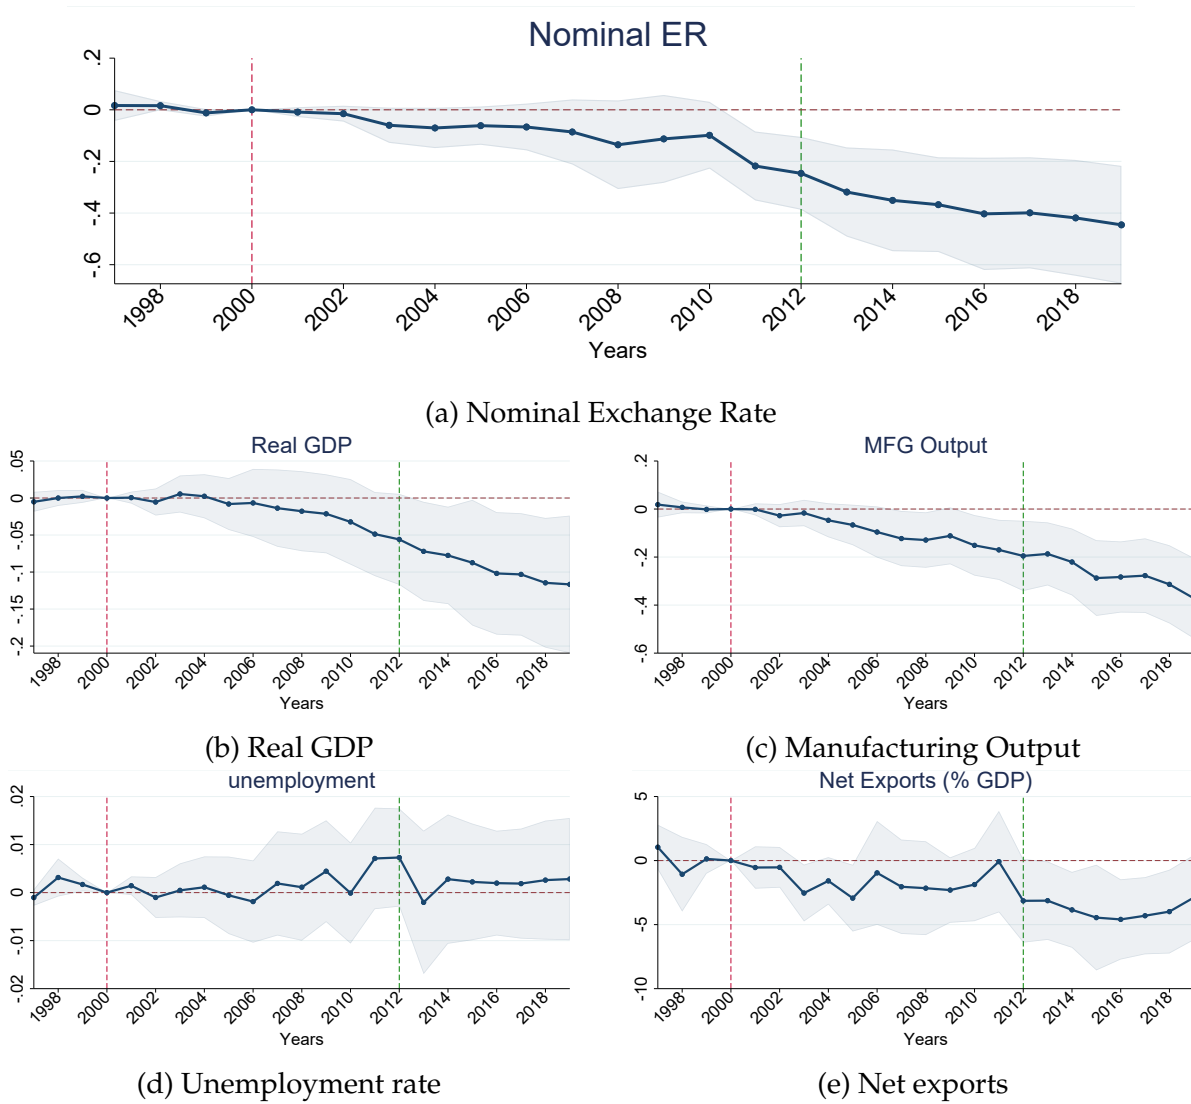 Nominal ER
.2
0
-.2
-.4
-.6
1998 2000 2002 2004 2006 2008 2010 2012 2014 2016 2018
Years
(a) Nominal Exchange Rate
Real GDP
.05
0
-.05
-.1
-.15
-.2
1998 2000 2002 2004 2006 2008 2010 2012 2014 2016 2018
Years
(b) Real GDP
MFG Output
.2
0
-.2
-.4
-.6
1998 2000 2002 2004 2006 2008 2010 2012 2014 2016 2018
Years
(c) Manufacturing Output
unemployment
.02
.01
0
-.01
-.02
1998 2000 2002 2004 2006 2008 2010 2012 2014 2016 2018
Years
(d) Unemployment rate
Net Exports (% GDP)
5
0
-5
-10
1998 2000 2002 2004 2006 2008 2010 2012 2014 2016 2018
Years
(e) Net exports